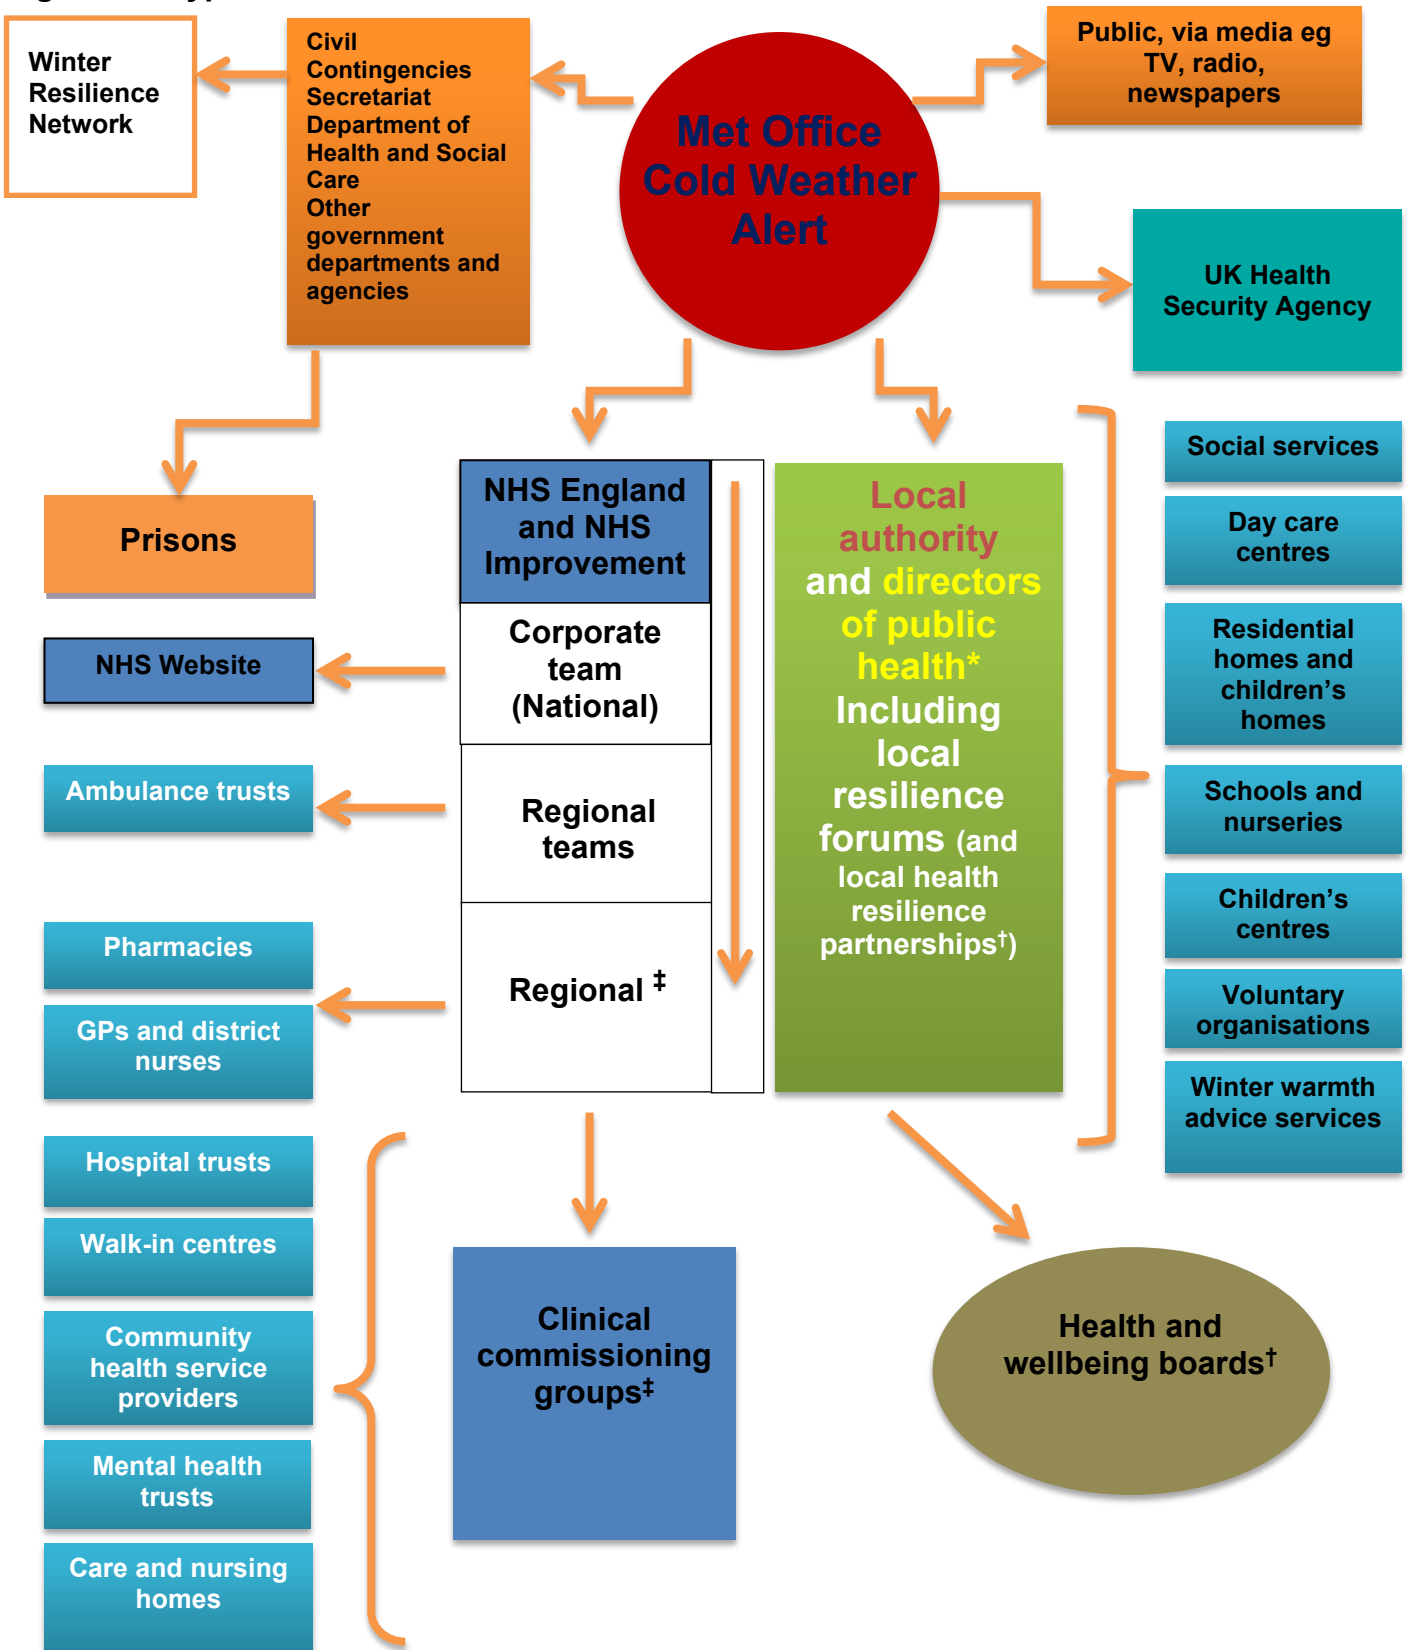 Winter
Resilience
Network
Civil
Contingencies
Secretariat
Department of
Health and Social
Care
Other
government
departments and
agencies
Met Office
Cold Weather
Alert
Public, via media eg
TV, radio,
newspapers
UK Health
Security Agency
Prisons
NHS Website
Ambulance trusts
Pharmacies
GPs and district
nurses
Hospital trusts
Walk-in centres
Community
health service
providers
Mental health
trusts
Care and nursing
homes
NHS England
and NHS
Improvement
Corporate
team
(National)
Regional
teams
Regional ‡
Clinical
commissioning
groups‡
Local
authority
and directors
of public
health*
Including
local
resilience
forums (and
local health
resilience
partnerships†)
Health and
wellbeing boards†
Social services
Day care
centres
Residential
homes and
children’s
homes
Schools and
nurseries
Children’s
centres
Voluntary
organisations
Winter warmth
advice services